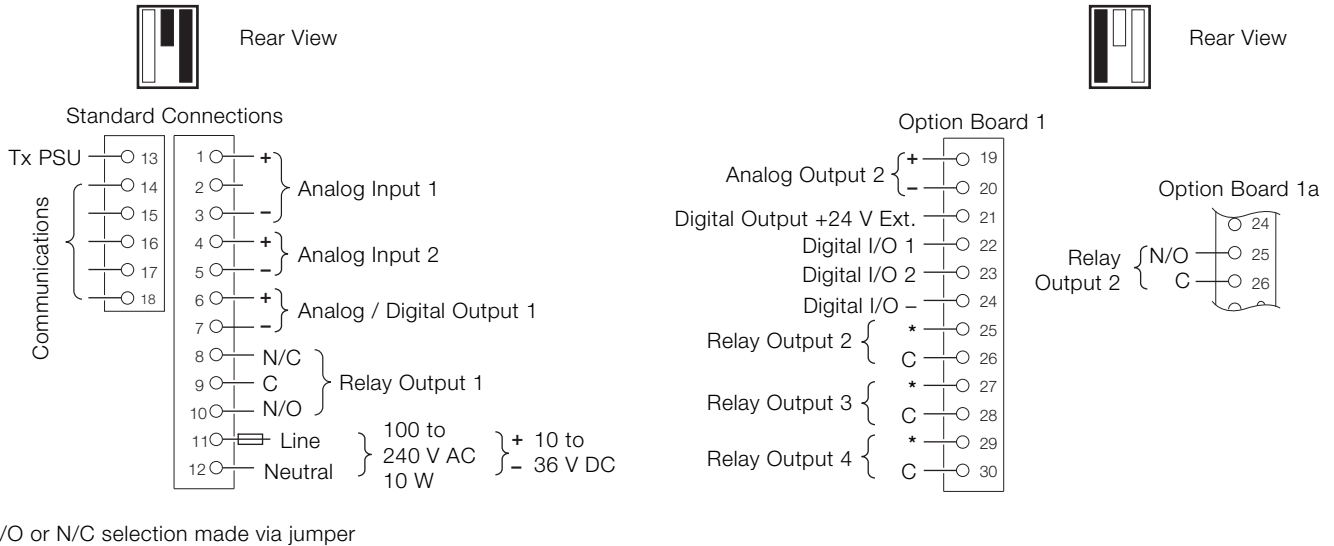 Rear View
Standard Connections
Tx PSU 13
14
15
16
17
18
Communications
1 +
2
3 –
Analog Input 1
4 +
5 –
Analog Input 2
6 +
7 –
Analog / Digital Output 1
8 N/C
9 C
10 N/O
Relay Output 1
11 Line
12 Neutral
100 to
240 V AC
10 W
+ 10 to
– 36 V DC
/O or N/C selection made via jumper
Rear View
Option Board 1
Analog Output 2
+ 19
– 20
Digital Output +24 V Ext. 21
Digital I/O 1 22
Digital I/O 2 23
Digital I/O – 24
Relay Output 2
* 25
C 26
Relay Output 3
* 27
C 28
Relay Output 4
* 29
C 30
Option Board 1a
24
Relay
Output 2
N/O 25
C 26